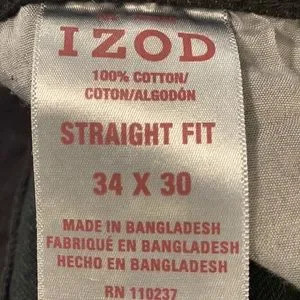 IZOD
100% COTTON/
COTON/ALGODÓN
STRAIGHT FIT
34 X 30
MADE IN BANGLADESH
FABRIQUÉ EN BANGLADESH
HECHO EN BANGLADESH
RN 110237